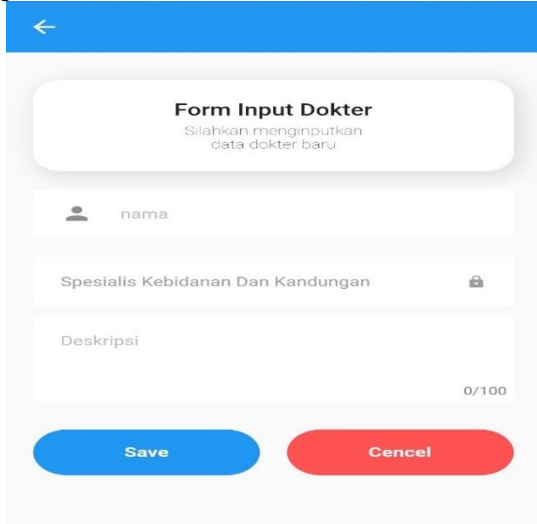 Form Input Dokter
Silahkan menginputkan
data dokter baru
nama
Spesialis Kebidanan Dan Kandungan
Deskripsi
0/100
Save
Cencel